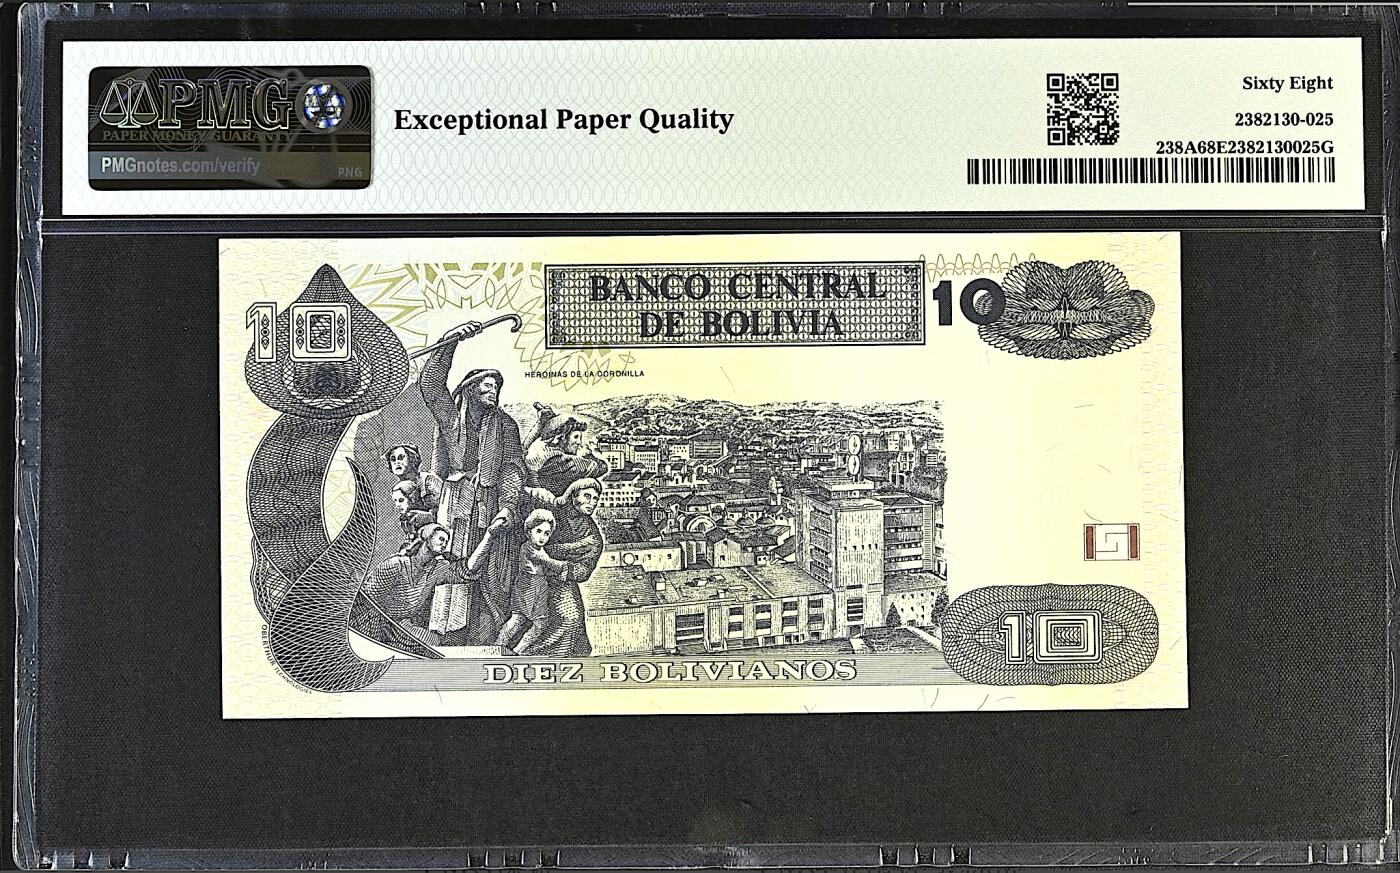 PMG
PAPER MONEY GUARANTY
PMGnotes.com/verify
PNG
Exceptional Paper Quality
Sixty Eight
2382130-025
238A68E2382130025G
10
BANCO CENTRAL
DE BOLIVIA
10
HEROINAS DE LA CORONILLA
DIEZ BOLIVIANOS
10